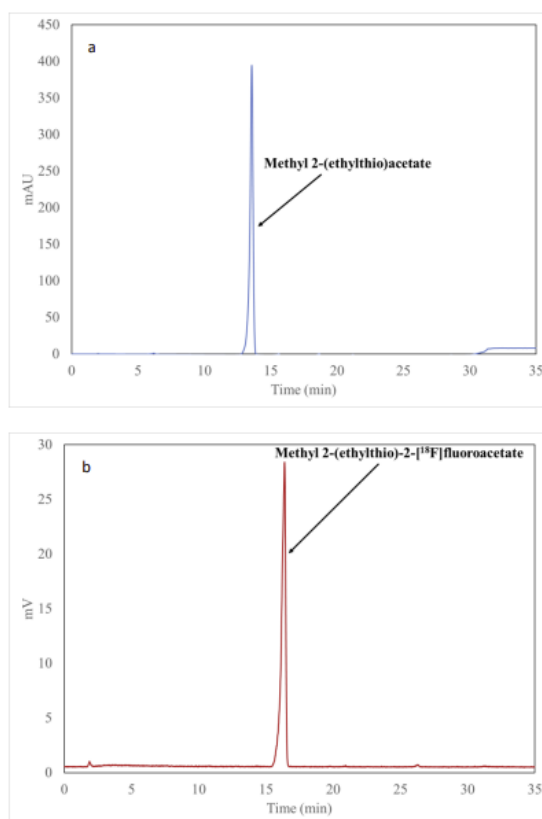 450
a
400
350
300
Methyl 2-(ethylthio)acetate
250
mAU
200
150
100
50
0
0 5 10 15 20 25 30 35
Time (min)
30
Methyl 2-(ethylthio)-2-[¹⁸F]fluoroacetate
b
25
20
mV
15
10
5
0
0 5 10 15 20 25 30 35
Time (min)